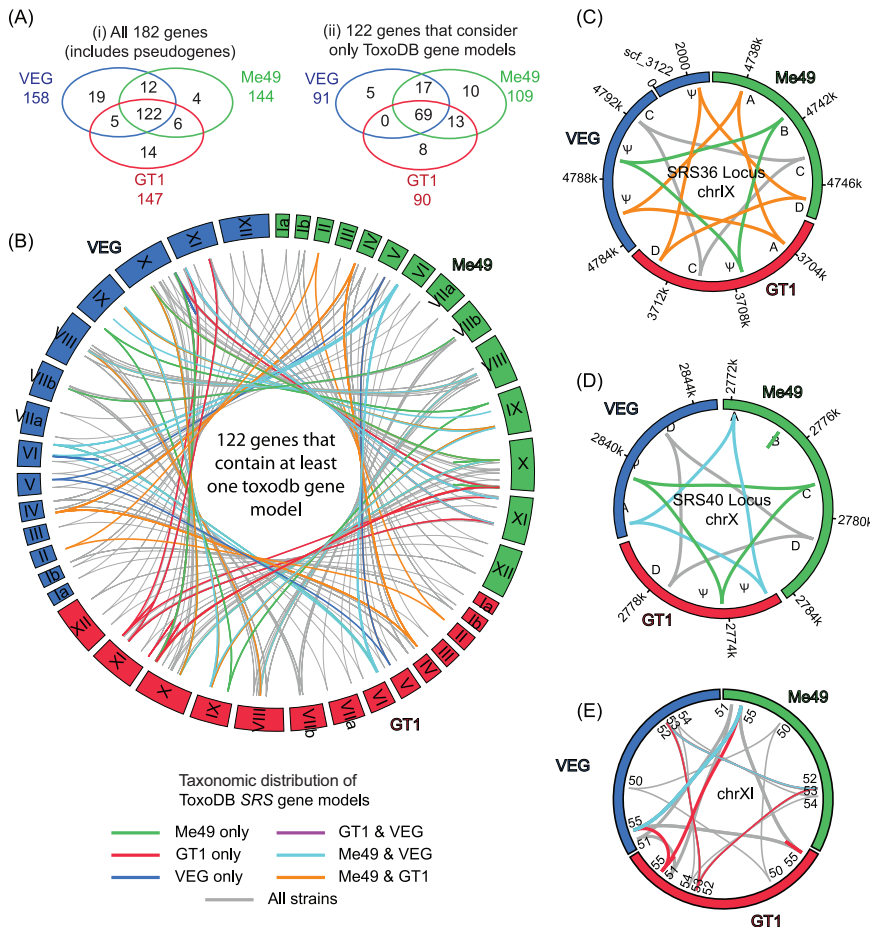 (A)
(i) All 182 genes
(includes pseudogenes)
VEG
158
Me49
144
19
12
4
122
5
6
14
GT1
147
(ii) 122 genes that consider
only ToxoDB gene models
VEG
91
Me49
109
5
17
10
69
0
13
8
GT1
90
(B)
VEG
Me49
GT1
Ia
Ib
II
III
IV
V
VI
VIIa
VIIb
VIII
IX
X
XI
XII
Ia
Ib
II
III
IV
V
VI
VIIa
VIIb
VIII
IX
X
XI
XII
Ia
Ib
II
III
IV
V
VI
VIIa
VIIb
VIII
IX
X
XI
XII
122 genes that
contain at least
one toxodb gene
model
Taxonomic distribution of
ToxoDB SRS gene models
Me49 only
GT1 & VEG
GT1 only
Me49 & VEG
VEG only
Me49 & GT1
All strains
(C)
scf_3122
0
2000
4738k
4742k
4746k
3704k
3708k
3712k
4784k
4788k
4792k
Me49
VEG
GT1
SRS36 Locus
chrIX
Ψ
A
B
C
D
A
Ψ
C
D
Ψ
Ψ
C
(D)
2772k
2776k
2780k
2784k
2774k
2778k
2840k
2844k
VEG
Me49
GT1
SRS40 Locus
chrX
A
B
C
D
Ψ
Ψ
D
A
Ψ
D
(E)
Me49
VEG
GT1
chrXI
51
55
50
52
53
54
55
50
52
53
54
51
55
51
55
50
52
53
54